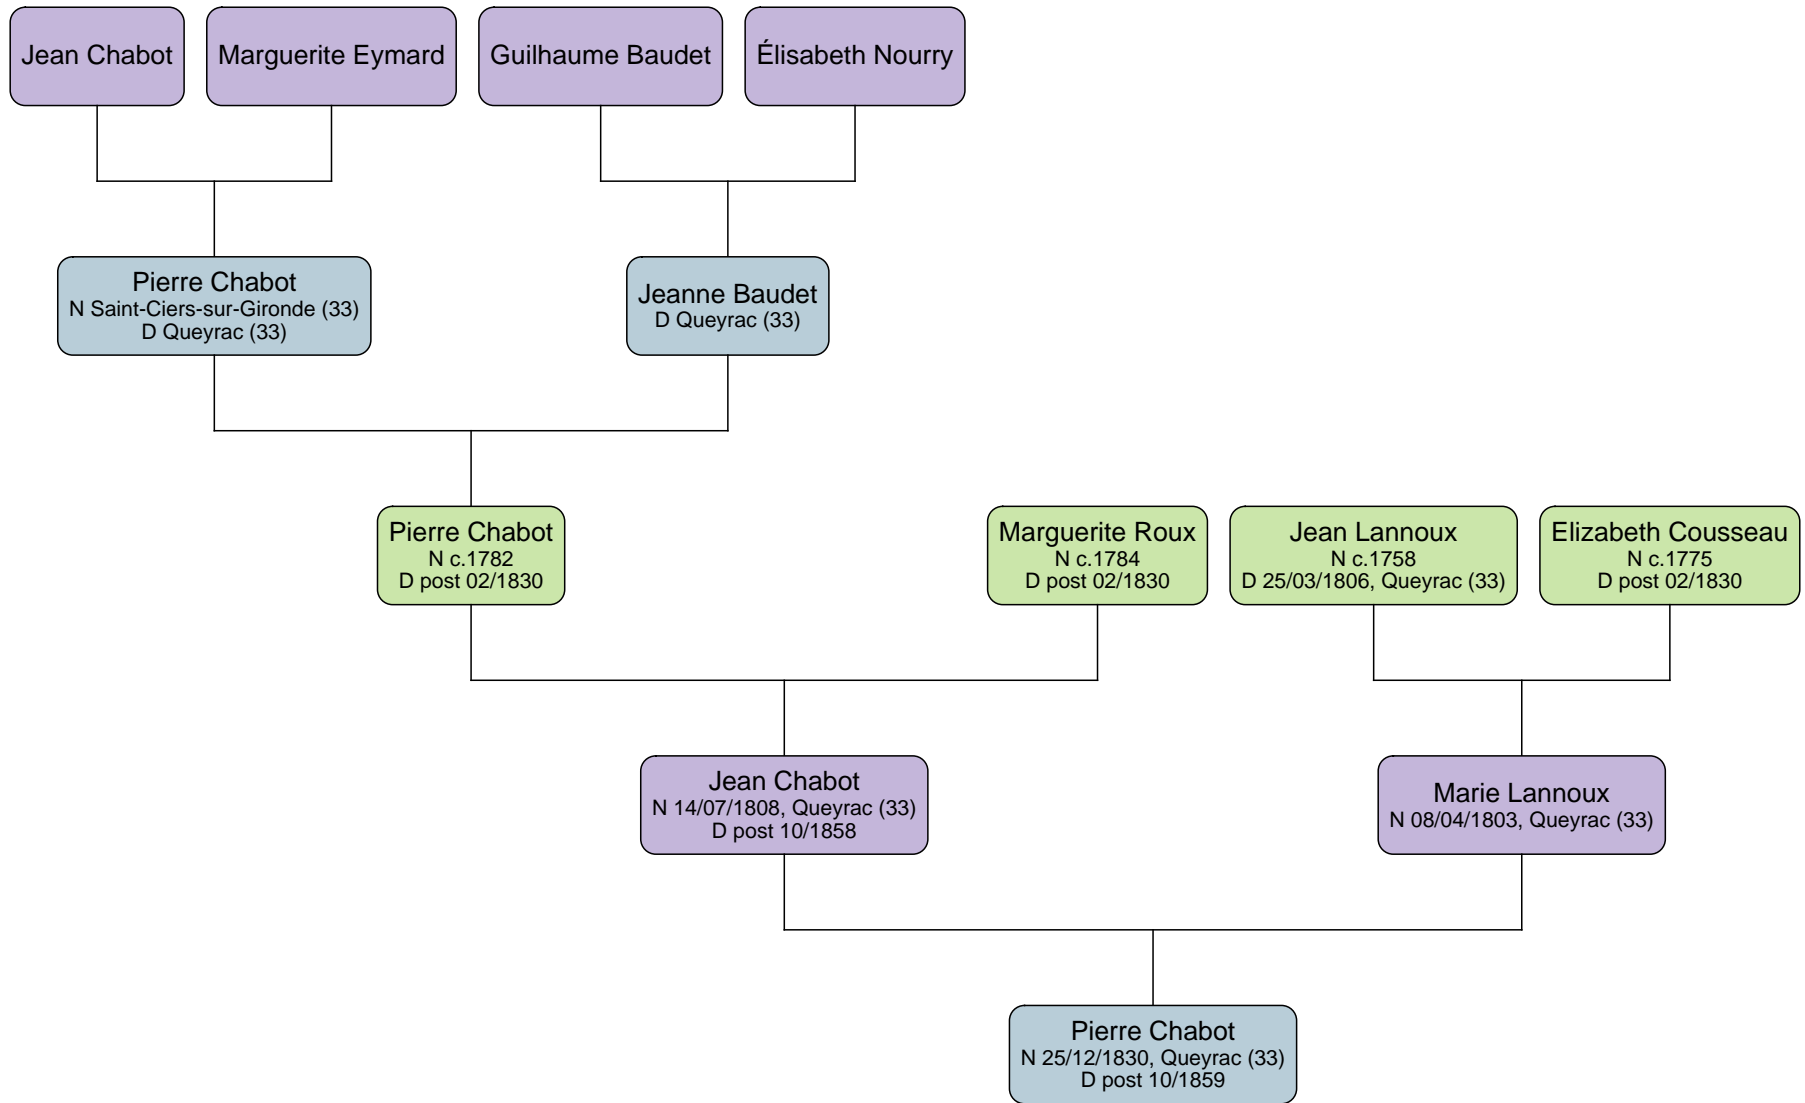 Jean Chabot
Marguerite Eymard
Guilhaume Baudet
Élisabeth Nourry
Pierre Chabot
N Saint-Ciers-sur-Gironde (33)
D Queyrac (33)
Jeanne Baudet
D Queyrac (33)
Pierre Chabot
N c.1782
D post 02/1830
Marguerite Roux
N c.1784
D post 02/1830
Jean Lannoux
N c.1758
D 25/03/1806, Queyrac (33)
Elizabeth Cousseau
N c.1775
D post 02/1830
Jean Chabot
N 14/07/1808, Queyrac (33)
D post 10/1858
Marie Lannoux
N 08/04/1803, Queyrac (33)
Pierre Chabot
N 25/12/1830, Queyrac (33)
D post 10/1859